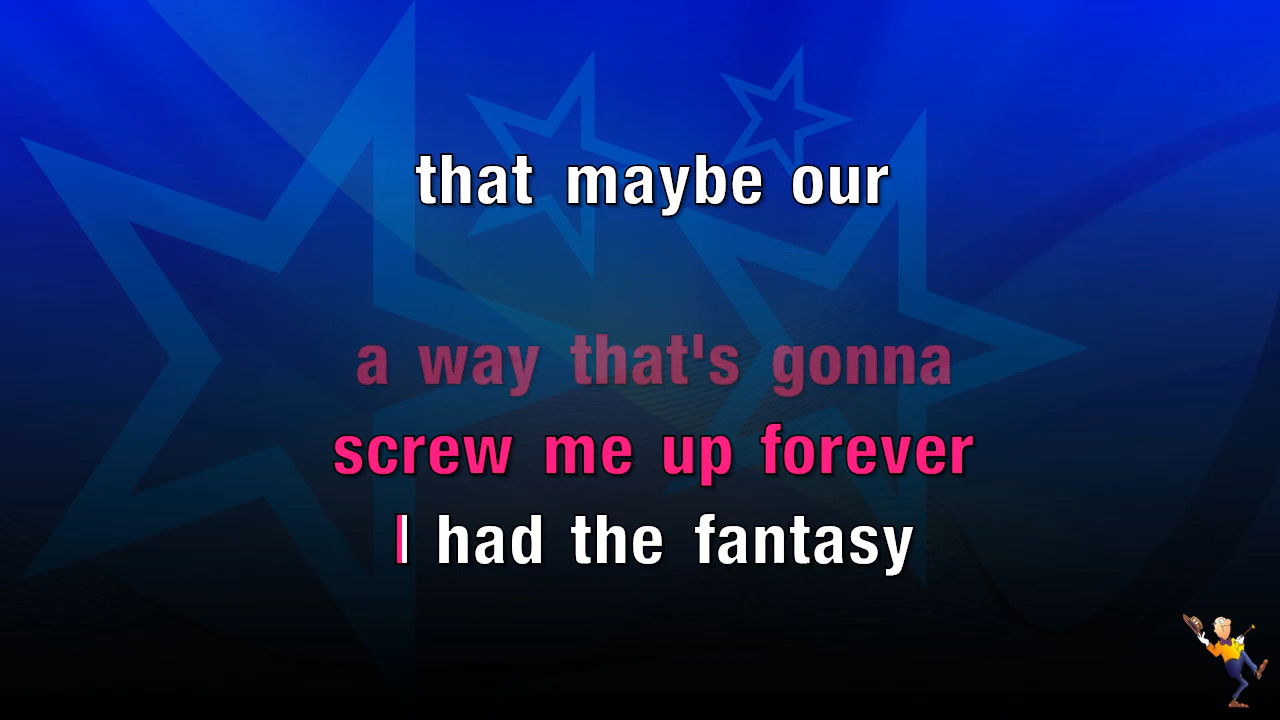 that maybe our
a way that's gonna
screw me up forever
I had the fantasy